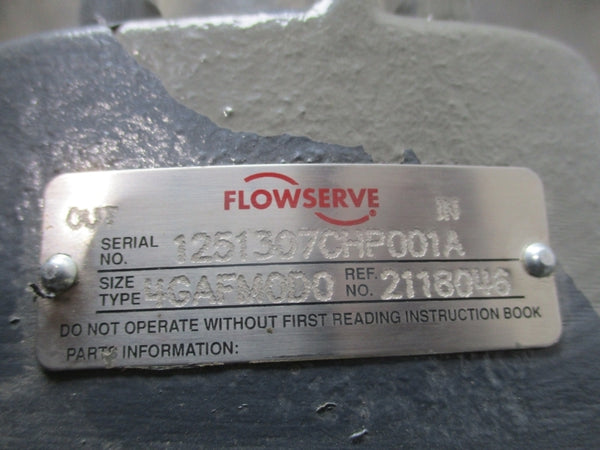 FLOWSERVE
OUT IN
SERIAL NO. 1251307CHP001A
SIZE TYPE 4GAFM0D0 REF. NO. 2118046
DO NOT OPERATE WITHOUT FIRST READING INSTRUCTION BOOK
PARTS INFORMATION: